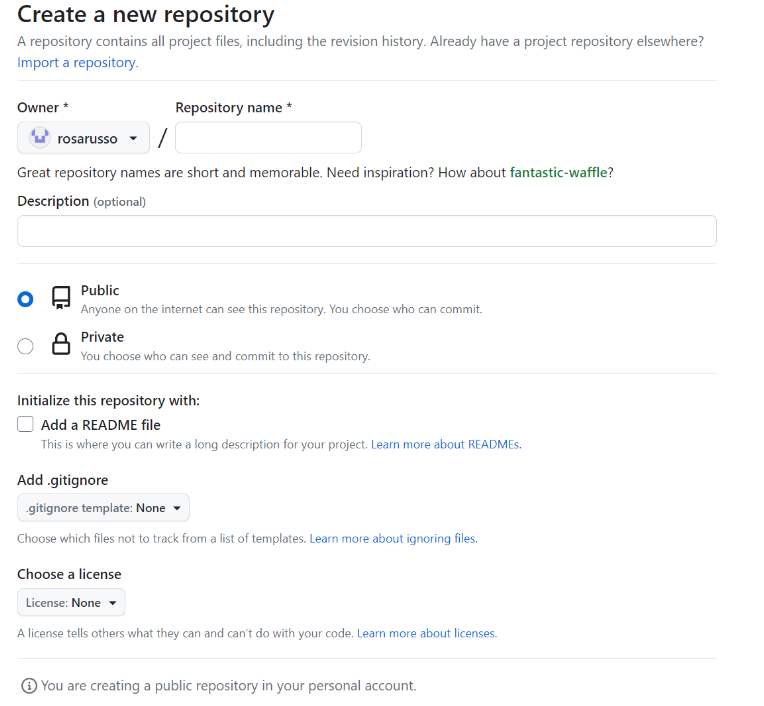 Create a new repository
A repository contains all project files, including the revision history. Already have a project repository elsewhere?
Import a repository.
Owner * Repository name *
rosarusso /
Great repository names are short and memorable. Need inspiration? How about fantastic-waffle?
Description (optional)
Public
Anyone on the internet can see this repository. You choose who can commit.
Private
You choose who can see and commit to this repository.
Initialize this repository with:
Add a README file
This is where you can write a long description for your project. Learn more about READMEs.
Add .gitignore
.gitignore template: None
Choose which files not to track from a list of templates. Learn more about ignoring files.
Choose a license
License: None
A license tells others what they can and can't do with your code. Learn more about licenses.
You are creating a public repository in your personal account.